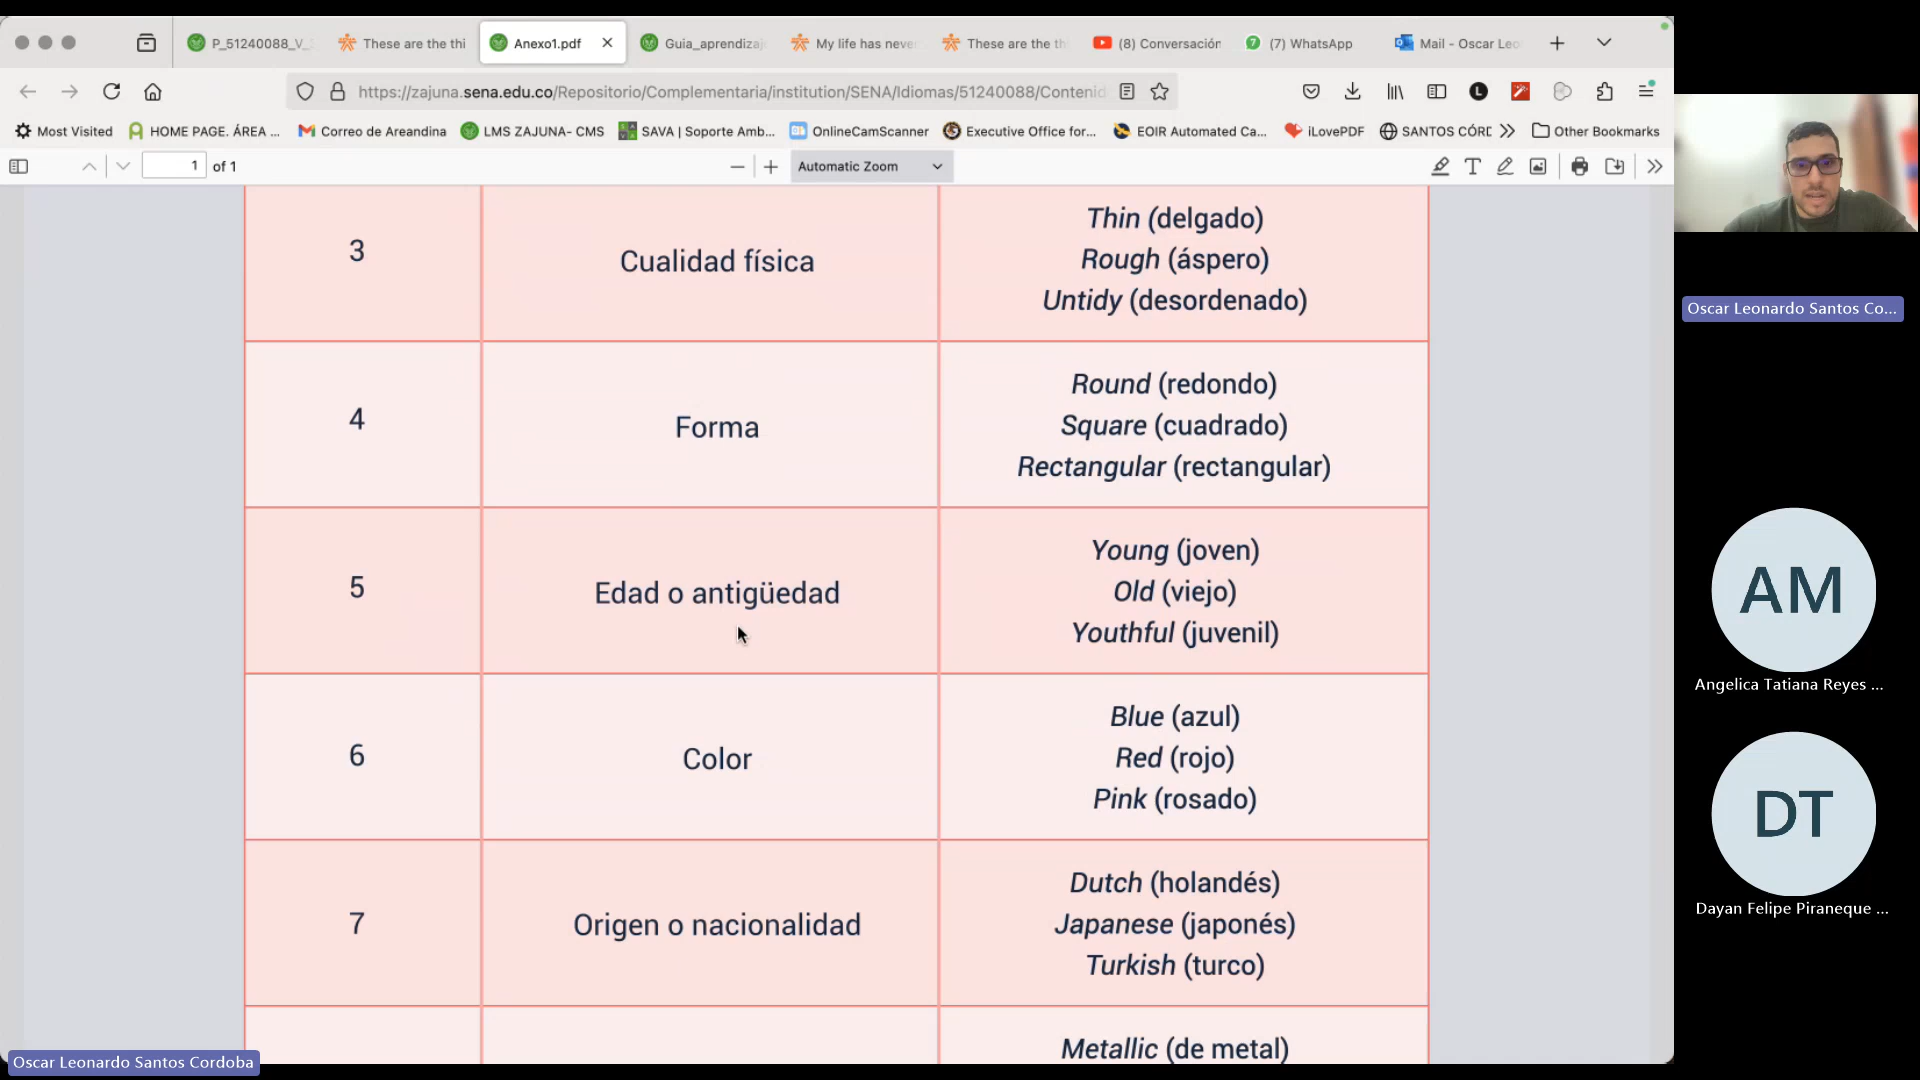 P_51240088_V_
These are the thi
Anexo1.pdf
Guia_aprendizaj
My life has neve
These are the th
(8) Conversación
7
(7) WhatsApp
Mail - Oscar Leo
https://zajuna.sena.edu.co/Repositorio/Complementaria/institution/SENA/Idiomas/51240088/Contenid
L
Most Visited
HOME PAGE. ÁREA ...
Correo de Areandina
LMS ZAJUNA- CMS
SAVA | Soporte Amb...
OnlineCamScanner
Executive Office for...
EOIR Automated Ca...
iLovePDF
SANTOS CÓRD
Other Bookmarks
1 of 1
Automatic Zoom
3
Cualidad física
Thin (delgado)
Rough (áspero)
Untidy (desordenado)
4
Forma
Round (redondo)
Square (cuadrado)
Rectangular (rectangular)
5
Edad o antigüedad
Young (joven)
Old (viejo)
Youthful (juvenil)
6
Color
Blue (azul)
Red (rojo)
Pink (rosado)
7
Origen o nacionalidad
Dutch (holandés)
Japanese (japonés)
Turkish (turco)
Metallic (de metal)
Oscar Leonardo Santos Cordoba
Oscar Leonardo Santos Co...
AM
Angelica Tatiana Reyes ...
DT
Dayan Felipe Piraneque ...